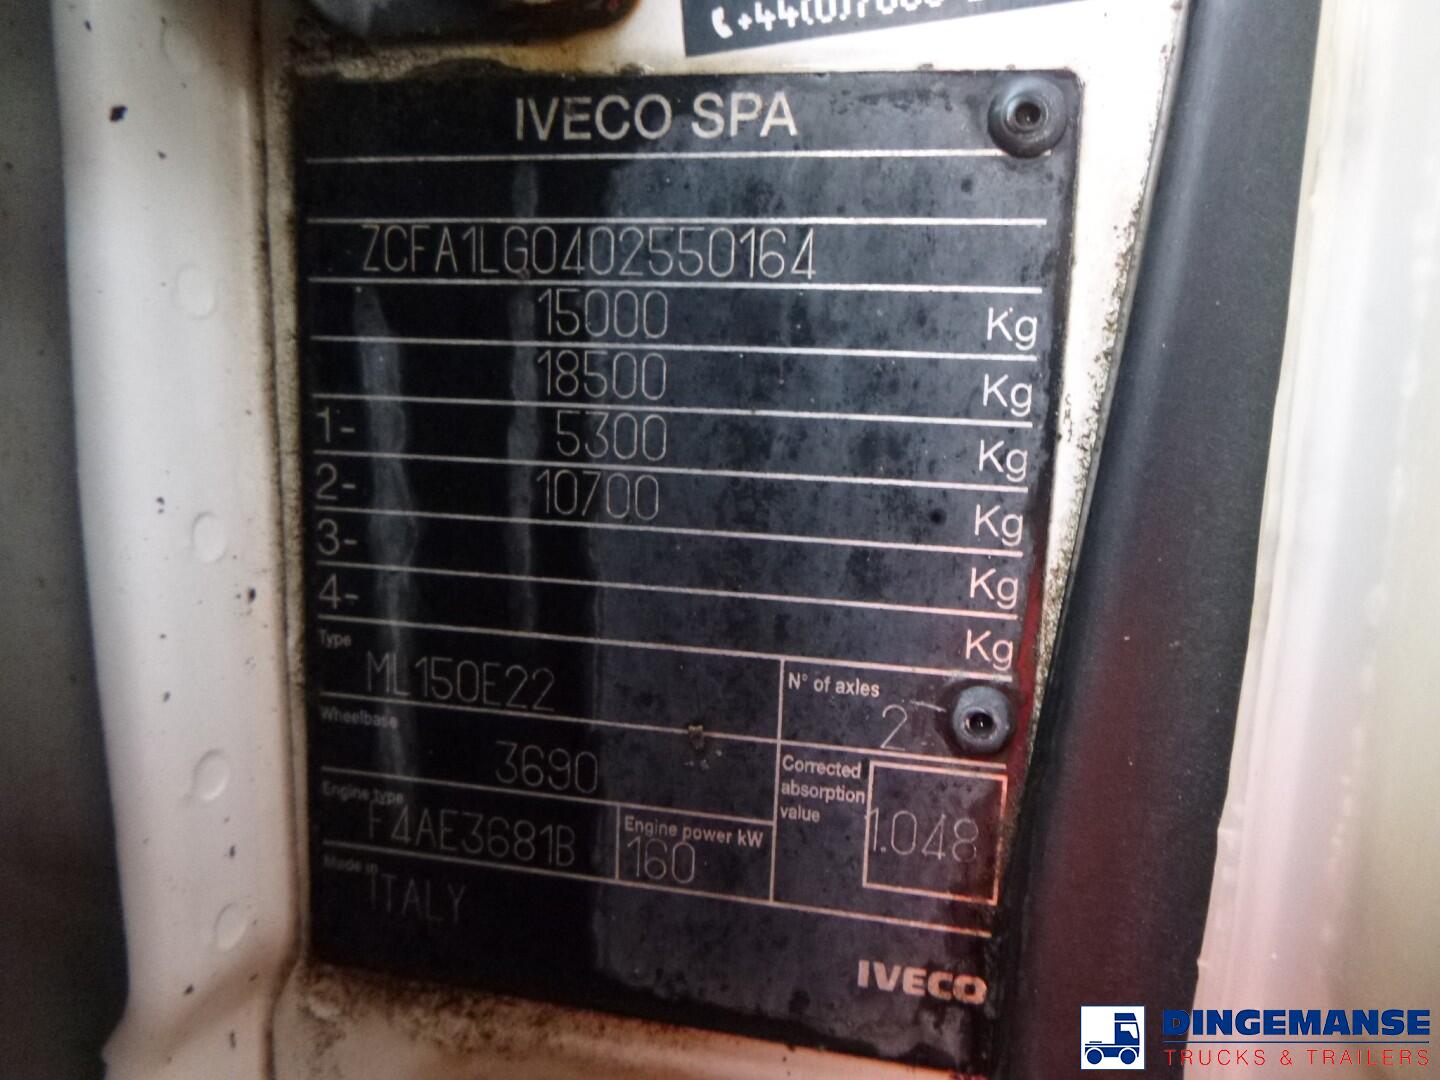 IVECO SPA
ZCFA1LG0402550164
15000 Kg
18500 Kg
1- 5300 Kg
2- 10700 Kg
3- Kg
4- Kg
Type
ML150E22
N° of axles
2
Wheelbase
3690
Corrected absorption value
1.048
Engine type
F4AE3681B
Engine power kW
160
Made in
ITALY
IVECO
DINGEMANSE
TRUCKS & TRAILERS